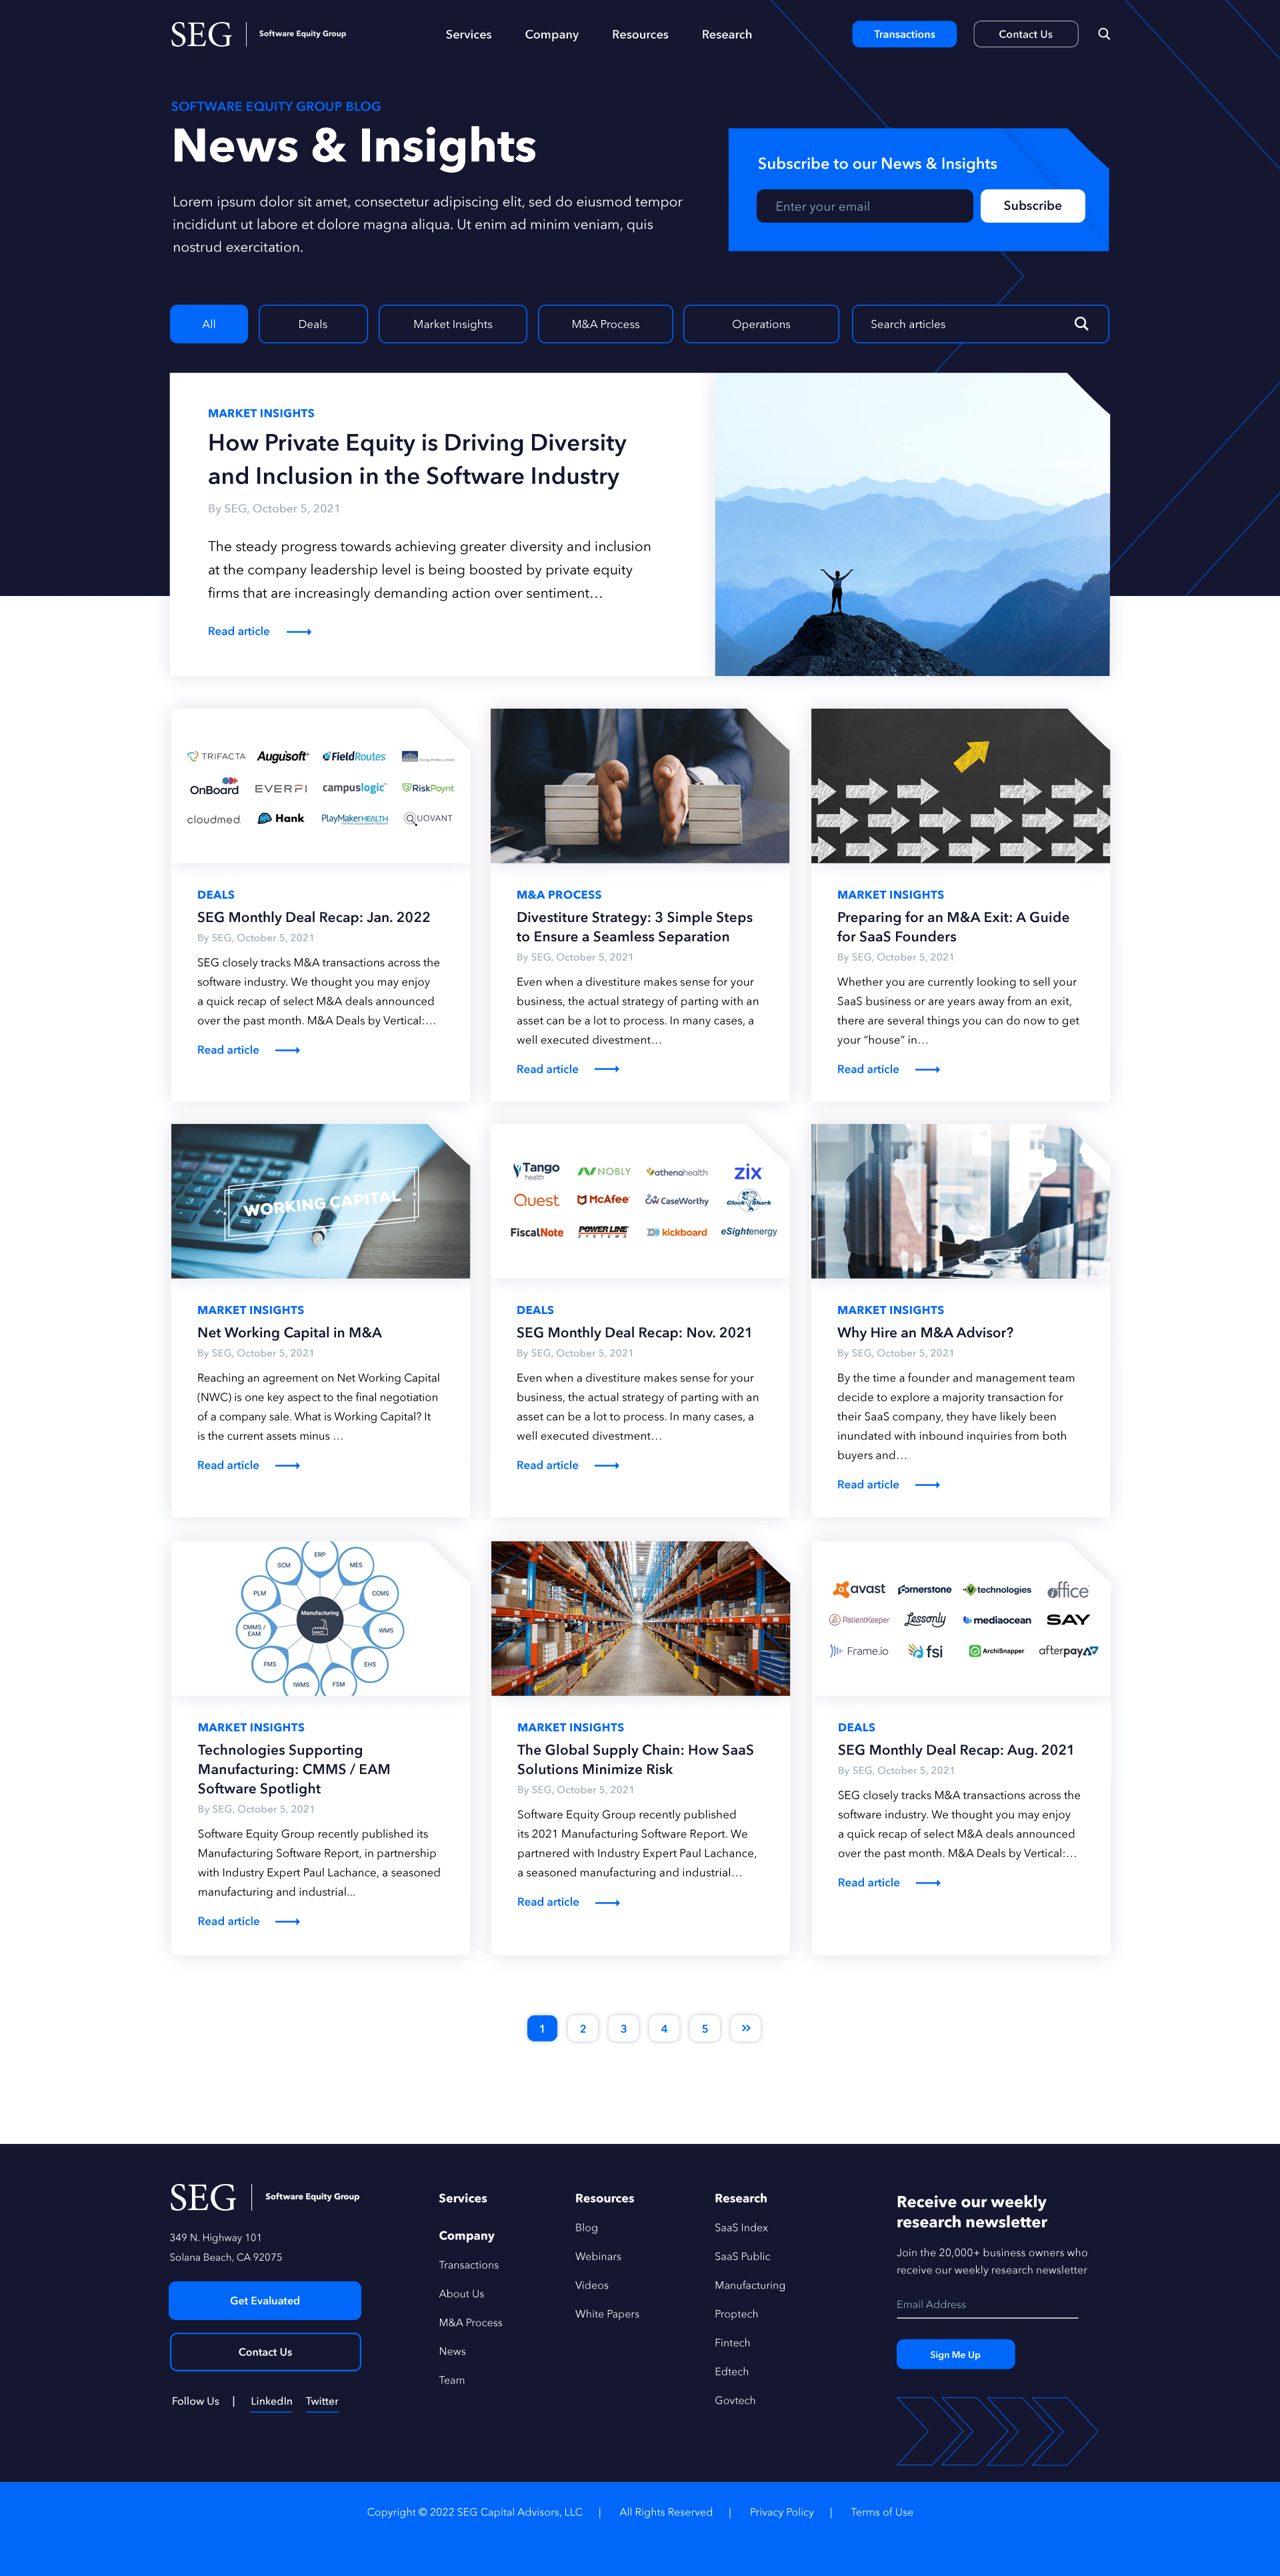 SEG
Software Equity Group
Services
Company
Resources
Research
Transactions
Contact Us
SOFTWARE EQUITY GROUP BLOG
News & Insights
Lorem ipsum dolor sit amet, consectetur adipiscing elit, sed do eiusmod tempor
incididunt ut labore et dolore magna aliqua. Ut enim ad minim veniam, quis
nostrud exercitation.
Subscribe to our News & Insights
Enter your email
Subscribe
All
Deals
Market Insights
M&A Process
Operations
Search articles
MARKET INSIGHTS
How Private Equity is Driving Diversity
and Inclusion in the Software Industry
By SEG, October 5, 2021
The steady progress towards achieving greater diversity and inclusion
at the company leadership level is being boosted by private equity
firms that are increasingly demanding action over sentiment…
Read article
TRIFACTA
Augusoft
FieldRoutes
OnBoard
EVERFI
campuslogic
RiskPoynt
cloudmed
Hank
PlayMakerHEALTH
QUOVANT
DEALS
SEG Monthly Deal Recap: Jan. 2022
By SEG, October 5, 2021
SEG closely tracks M&A transactions across the
software industry. We thought you may enjoy
a quick recap of select M&A deals announced
over the past month. M&A Deals by Vertical:…
Read article
M&A PROCESS
Divestiture Strategy: 3 Simple Steps
to Ensure a Seamless Separation
By SEG, October 5, 2021
Even when a divestiture makes sense for your
business, the actual strategy of parting with an
asset can be a lot to process. In many cases, a
well executed divestment…
Read article
MARKET INSIGHTS
Preparing for an M&A Exit: A Guide
for SaaS Founders
By SEG, October 5, 2021
Whether you are currently looking to sell your
SaaS business or are years away from an exit,
there are several things you can do now to get
your “house” in…
Read article
WORKING CAPITAL
MARKET INSIGHTS
Net Working Capital in M&A
By SEG, October 5, 2021
Reaching an agreement on Net Working Capital
(NWC) is one key aspect to the final negotiation
of a company sale. What is Working Capital? It
is the current assets minus …
Read article
Tango
health
NOBLY
athenahealth
ZIX
Quest
McAfee
CaseWorthy
Clock Shark
FiscalNote
POWER LINE
SYSTEMS
kickboard
eSightenergy
DEALS
SEG Monthly Deal Recap: Nov. 2021
By SEG, October 5, 2021
Even when a divestiture makes sense for your
business, the actual strategy of parting with an
asset can be a lot to process. In many cases, a
well executed divestment…
Read article
MARKET INSIGHTS
Why Hire an M&A Advisor?
By SEG, October 5, 2021
By the time a founder and management team
decide to explore a majority transaction for
their SaaS company, they have likely been
inundated with inbound inquiries from both
buyers and…
Read article
ERP
SCM
MES
PLM
CCMS
Manufacturing
CMMS /
EAM
WMS
FMS
EHS
IWMS
FSM
MARKET INSIGHTS
Technologies Supporting
Manufacturing: CMMS / EAM
Software Spotlight
By SEG, October 5, 2021
Software Equity Group recently published its
Manufacturing Software Report, in partnership
with Industry Expert Paul Lachance, a seasoned
manufacturing and industrial...
Read article
MARKET INSIGHTS
The Global Supply Chain: How SaaS
Solutions Minimize Risk
By SEG, October 5, 2021
Software Equity Group recently published
its 2021 Manufacturing Software Report. We
partnered with Industry Expert Paul Lachance,
a seasoned manufacturing and industrial…
Read article
avast
cornerstone
technologies
iOffice
PatientKeeper
Lessonly
mediaocean
SAY
Frame.io
fsi
ArchiSnapper
afterpay
DEALS
SEG Monthly Deal Recap: Aug. 2021
By SEG, October 5, 2021
SEG closely tracks M&A transactions across the
software industry. We thought you may enjoy
a quick recap of select M&A deals announced
over the past month. M&A Deals by Vertical:…
Read article
1
2
3
4
5
»
SEG
Software Equity Group
349 N. Highway 101
Solana Beach, CA 92075
Get Evaluated
Contact Us
Follow Us | LinkedIn Twitter
Services
Company
Transactions
About Us
M&A Process
News
Team
Resources
Blog
Webinars
Videos
White Papers
Research
SaaS Index
SaaS Public
Manufacturing
Proptech
Fintech
Edtech
Govtech
Receive our weekly
research newsletter
Join the 20,000+ business owners who
receive our weekly research newsletter
Email Address
Sign Me Up
Copyright © 2022 SEG Capital Advisors, LLC | All Rights Reserved | Privacy Policy | Terms of Use